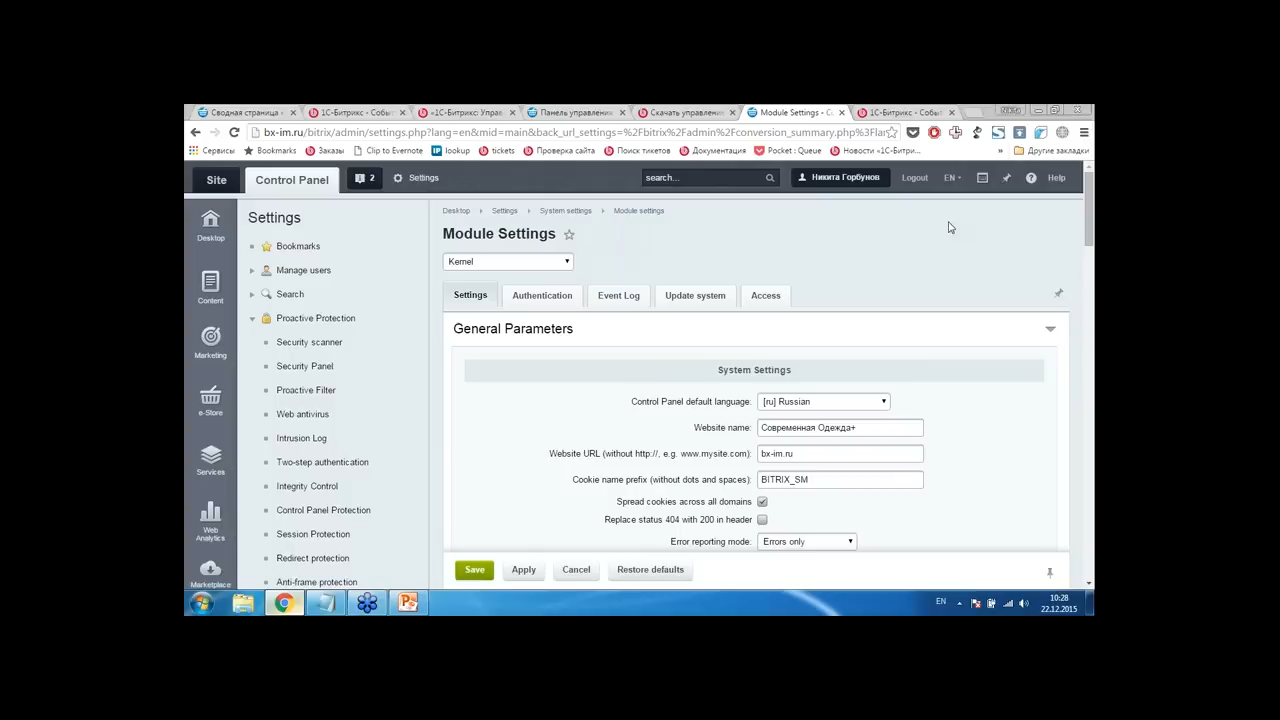 Сводная страница -
1С-Битрикс - Событ
«1С-Битрикс: Упра
Панель управлени
Скачать управлени
Module Settings - С
1С-Битрикс - Событ
bx-im.ru/bitrix/admin/settings.php?lang=en&mid=main&back_url_settings=%2Fbitrix%2Fadmin%2Fconversion_summary.php%3Flan
Сервисы
Bookmarks
Заказы
Clip to Evernote
lookup
tickets
Проверка сайта
Поиск тикетов
Документация
Pocket : Queue
Новости «1С-Битри...
»
Другие закладки
Site
Control Panel
2
Settings
search...
Никита Горбунов
Logout
EN
Help
Desktop
Content
Marketing
e-Store
Services
Web
Analytics
Marketplace
Settings
Bookmarks
Manage users
Search
Proactive Protection
Security scanner
Security Panel
Proactive Filter
Web antivirus
Intrusion Log
Two-step authentication
Integrity Control
Control Panel Protection
Session Protection
Redirect protection
Anti-frame protection
Desktop
Settings
System settings
Module settings
Module Settings
Kernel
Settings
Authentication
Event Log
Update system
Access
General Parameters
System Settings
Control Panel default language: [ru] Russian
Website name: Современная Одежда+
Website URL (without http://, e.g. www.mysite.com): bx-im.ru
Cookie name prefix (without dots and spaces): BITRIX_SM
Spread cookies across all domains
Replace status 404 with 200 in header
Error reporting mode: Errors only
Save
Apply
Cancel
Restore defaults
EN
10:28
22.12.2015